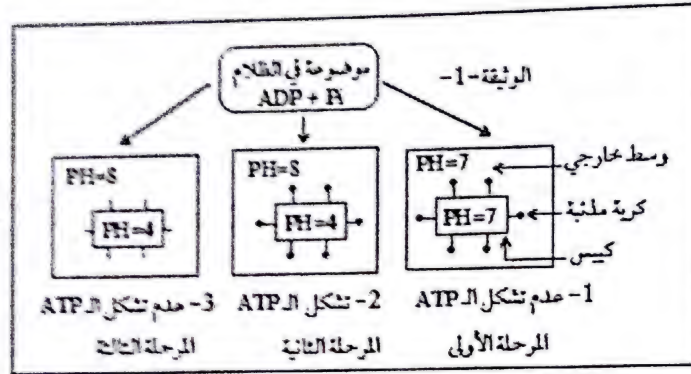 الوثيقة-1-
موضوعة في الظلام
ADP + Pi
PH=8
PH=4
PH=8
PH=4
PH=7
PH=7
وسط خارجي
كرية مذنبة
كييس
1- عدم تشكل الـ ATP
2- تشكل الـ ATP
3- عدم تشكل الـ ATP
المرحلة الأولى
المرحلة الثانية
المرحلة الثالثة